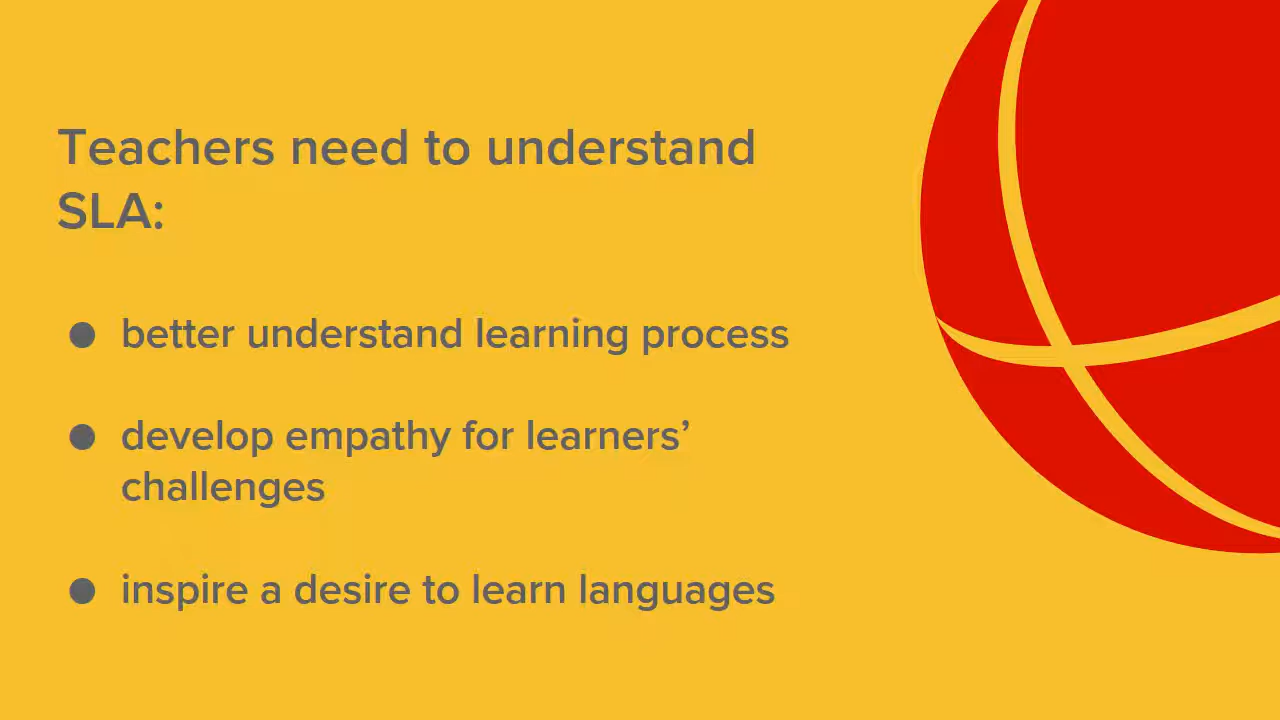 Teachers need to understand
SLA:
● better understand learning process
● develop empathy for learners’
challenges
● inspire a desire to learn languages